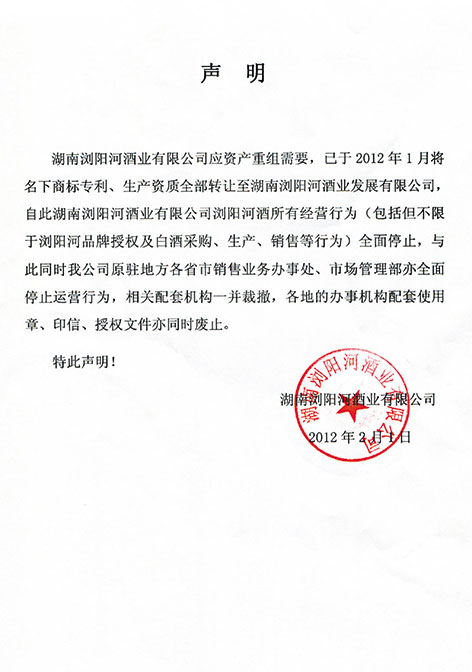 声 明
湖南浏阳河酒业有限公司应资产重组需要，已于2012年1月将
名下商标专利、生产资质全部转让至湖南浏阳河酒业发展有限公司，
自此湖南浏阳河酒业有限公司浏阳河酒所有经营行为（包括但不限
于浏阳河品牌授权及白酒采购、生产、销售等行为）全面停止，与
此同时我公司原驻地方各省市销售业务办事处、市场管理部亦全面
停止运营行为，相关配套机构一并裁撤，各地的办事机构配套使用
章、印信、授权文件亦同时废止。
特此声明！
湖南浏阳河酒业有限公司
2012年2月1日
湖南浏阳河酒业有限公司